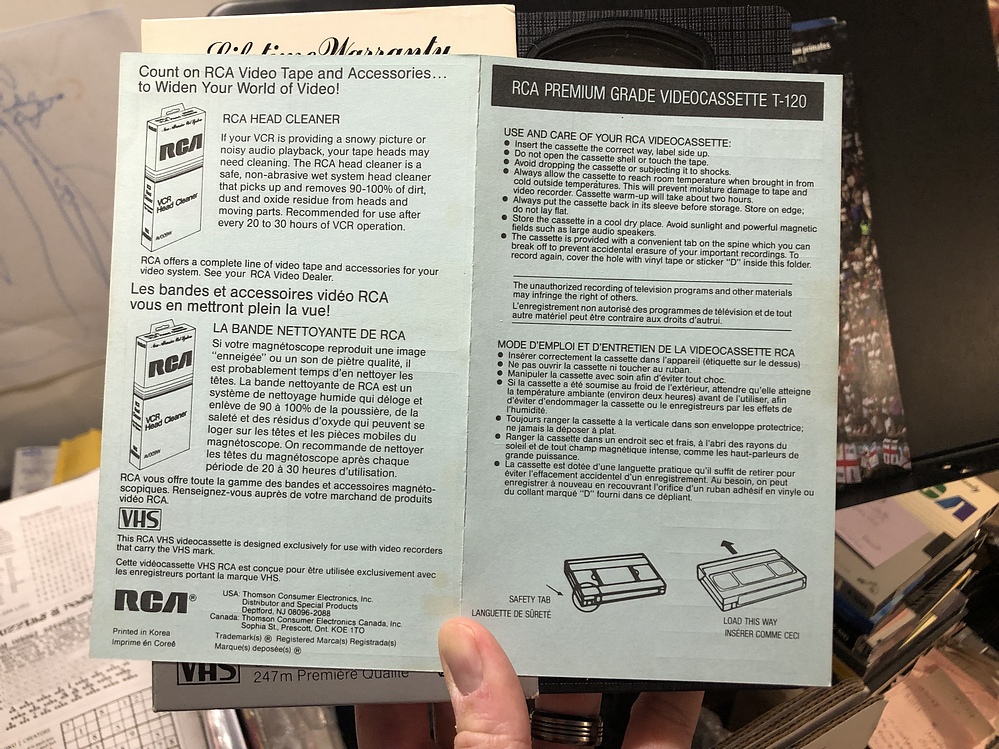 Lifetime Warranty
Count on RCA Video Tape and Accessories...
to Widen Your World of Video!
RCA
VCR
Head Cleaner
RCA HEAD CLEANER
If your VCR is providing a snowy picture or
noisy audio playback, your tape heads may
need cleaning. The RCA head cleaner is a
safe, non-abrasive wet system head cleaner
that picks up and removes 90-100% of dirt,
dust and oxide residue from heads and
moving parts. Recommended for use after
every 20 to 30 hours of VCR operation.
RCA offers a complete line of video tape and accessories for your
video system. See your RCA Video Dealer.
Les bandes et accessoires vidéo RCA
vous en mettront plein la vue!
RCA
VCR
Head Cleaner
LA BANDE NETTOYANTE DE RCA
Si votre magnétoscope reproduit une image
"enneigée" ou un son de piètre qualité, il
est probablement temps d'en nettoyer les
têtes. La bande nettoyante de RCA est un
système de nettoyage humide qui déloge et
enlève de 90 à 100% de la poussière, de la
saleté et des résidus d'oxyde qui peuvent se
loger sur les têtes et les pièces mobiles du
magnétoscope. On recommande de nettoyer
les têtes du magnétoscope après chaque
période de 20 à 30 heures d'utilisation.
RCA vous offre toute la gamme des bandes et accessoires magnéto-
scopiques. Renseignez-vous auprès de votre marchand de produits
vidéo RCA.
VHS
This RCA VHS videocassette is designed exclusively for use with video recorders
that carry the VHS mark.
Cette vidéocassette VHS RCA est conçue pour être utilisée exclusivement avec
les enregistreurs portant la marque VHS.
RCA®
USA: Thomson Consumer Electronics, Inc.
Distributor and Special Products
Deptford, NJ 08096-2088
Canada: Thomson Consumer Electronics Canada, Inc.
Sophia St., Prescott, Ont. KOE 1TO
Trademark(s) ® Registered Marca(s) Registrada(s)
Marque(s) deposée(s) ®
Printed in Korea
Imprimé én Coreé
RCA PREMIUM GRADE VIDEOCASSETTE T-120
USE AND CARE OF YOUR RCA VIDEOCASSETTE:
● Insert the cassette the correct way, label side up.
● Do not open the cassette shell or touch the tape.
● Avoid dropping the cassette or subjecting it to shocks.
● Always allow the cassette to reach room temperature when brought in from
cold outside temperatures. This will prevent moisture damage to tape and
video recorder. Cassette warm-up will take about two hours.
● Always put the cassette back in its sleeve before storage. Store on edge;
do not lay flat.
● Store the cassette in a cool dry place. Avoid sunlight and powerful magnetic
fields such as large audio speakers.
● The cassette is provided with a convenient tab on the spine which you can
break off to prevent accidental erasure of your important recordings. To
record again, cover the hole with vinyl tape or sticker "D" inside this folder.
The unauthorized recording of television programs and other materials
may infringe the right of others.
L'enregistrement non autorisé des programmes de télévision et de tout
autre matériel peut être contraire aux droits d'autrui.
MODE D'EMPLOI ET D'ENTRETIEN DE LA VIDEOCASSETTE RCA
● Insérer correctement la cassette dans l'appareil (étiquette sur le dessus)
● Ne pas ouvrir la cassette ni toucher au ruban.
● Manipuler la cassette avec soin afin d'éviter tout choc.
● Si la cassette a été soumise au froid de l'extérieur, attendre qu'elle atteigne
la température ambiante (environ deux heures) avant de l'utiliser, afin
d'éviter d'endommager la cassette ou le enregistreurs par les effets de
l'humidité.
● Toujours ranger la cassette à la verticale dans son enveloppe protectrice;
ne jamais la déposer à plat.
● Ranger la cassette dans un endroit sec et frais, à l'abri des rayons du
soleil et de tout champ magnétique intense, comme les haut-parleurs de
grande puissance.
● La cassette est dotée d'une languette pratique qu'il suffit de retirer pour
éviter l'effacement accidentel d'un enregistrement. Au besoin, on peut
enregistrer à nouveau en recouvrant l'orifice d'un ruban adhésif en vinyle ou
du collant marqué "D" fourni dans ce dépliant.
SAFETY TAB
LANGUETTE DE SÛRETÉ
LOAD THIS WAY
INSÉRER COMME CECI
VHS
247m Première Qualité
primates